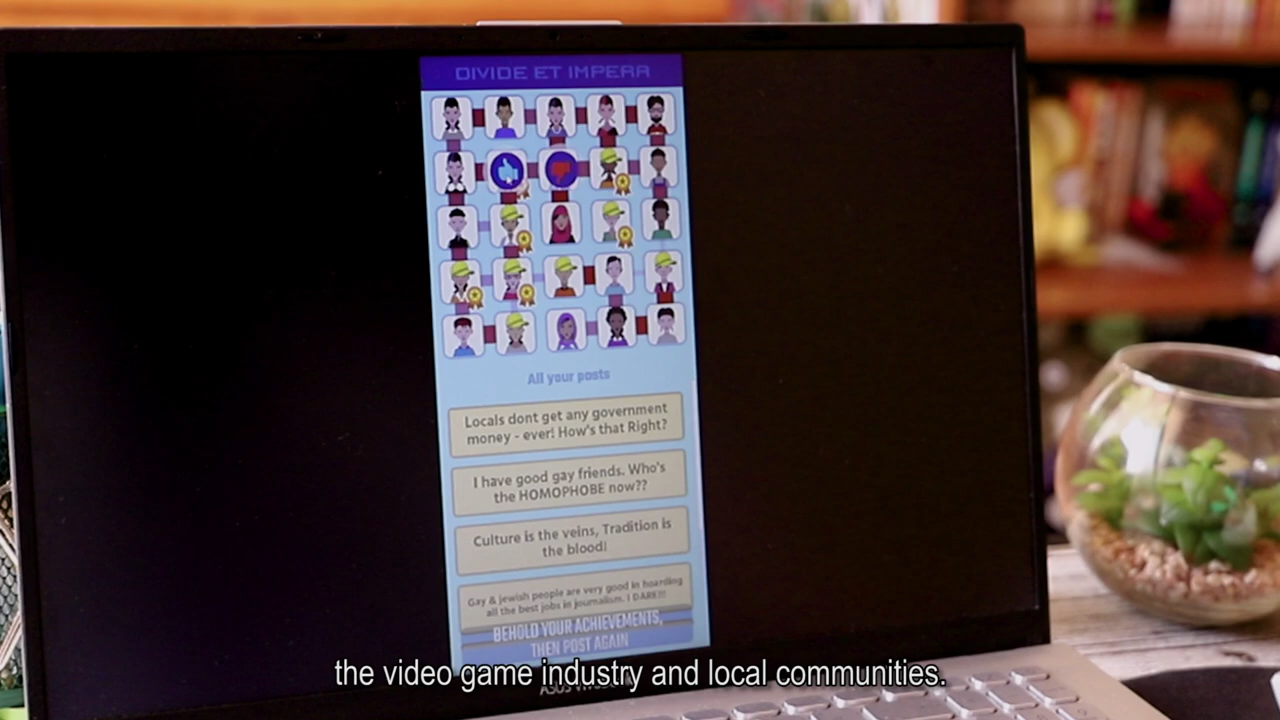 DIVIDE ET IMPERA
All your posts
Locals dont get any government
money - ever! How's that Right?
I have good gay friends. Who's
the HOMOPHOBE now??
Culture is the veins, Tradition is
the blood!
Gay & jewish people are very good in hoarding
all the best jobs in journalism. I DARE!!!
BEHOLD YOUR ACHIEVEMENTS,
THEN POST AGAIN
the video game industry and local communities.
ASUS